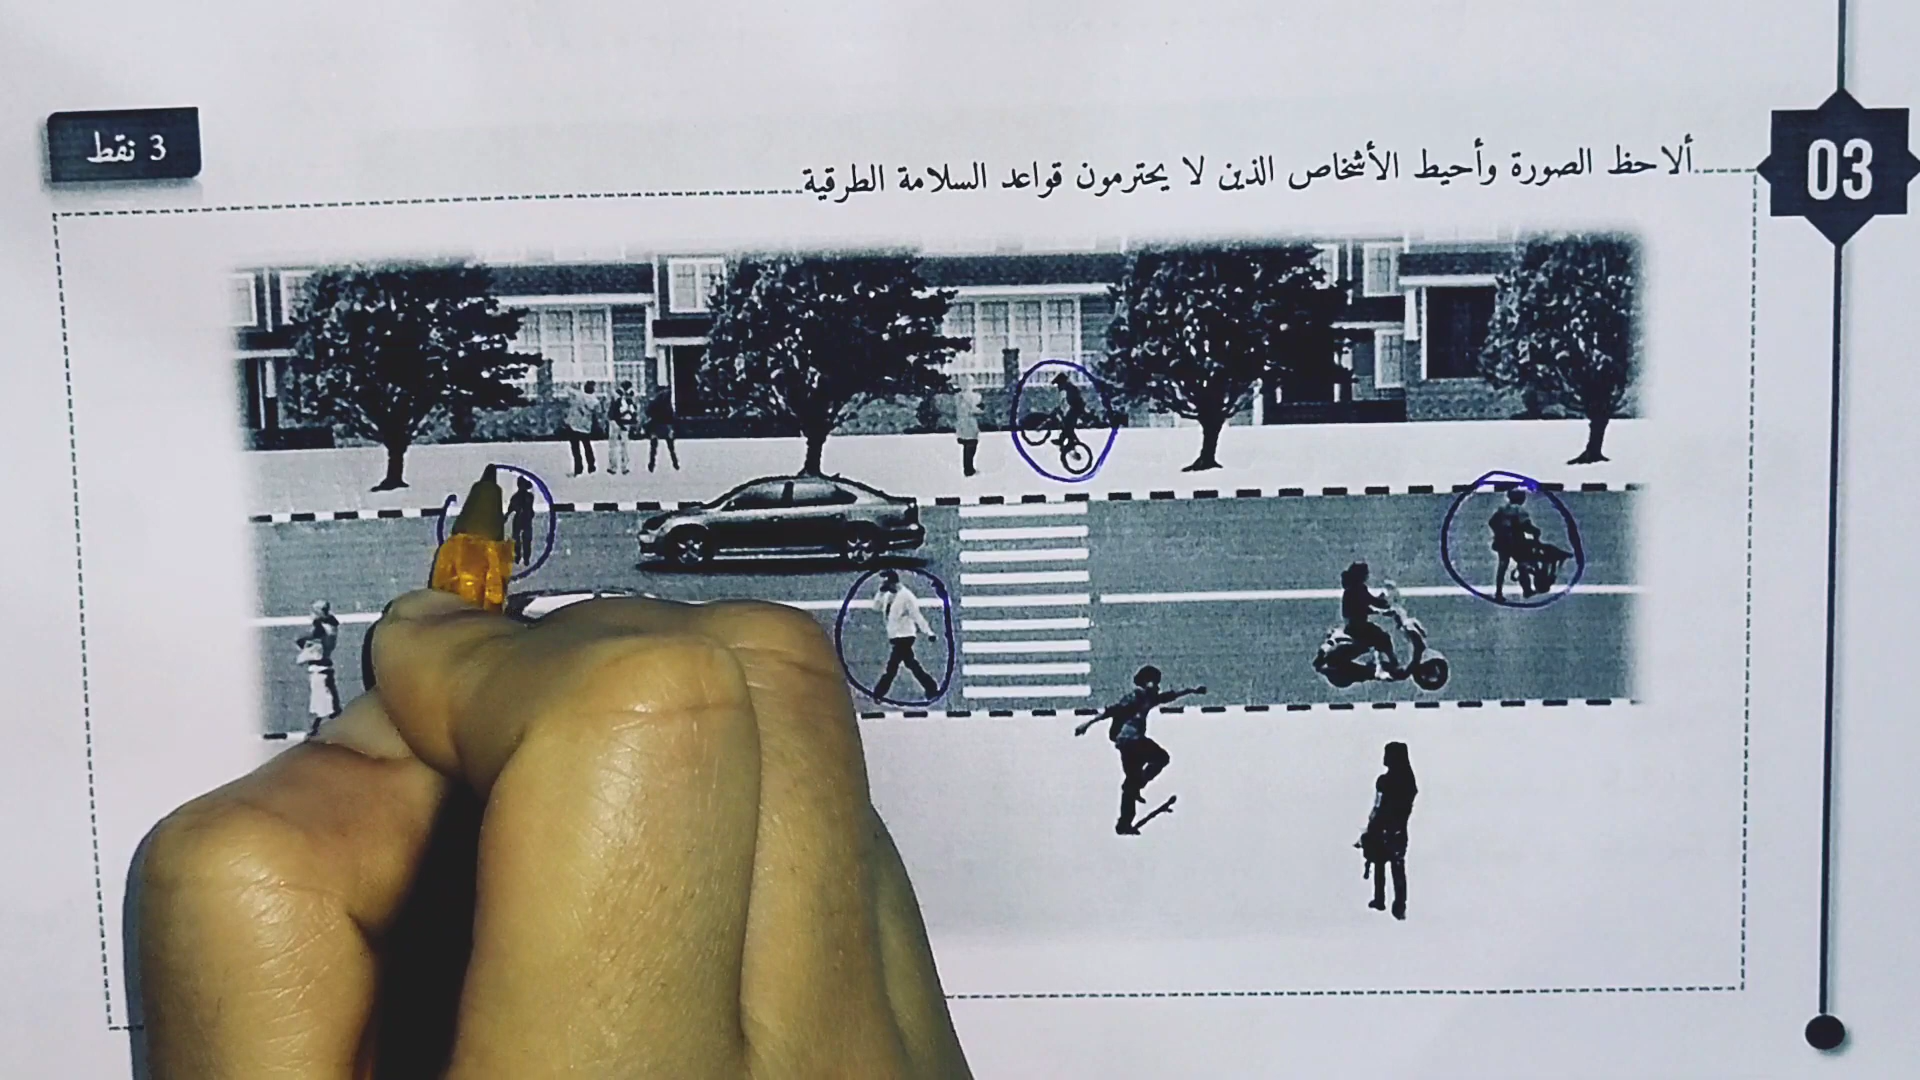 03
ألاحظ الصورة وأحيط الأشخاص الذين لا يحترمون قواعد السلامة الطرقية
3 نقط